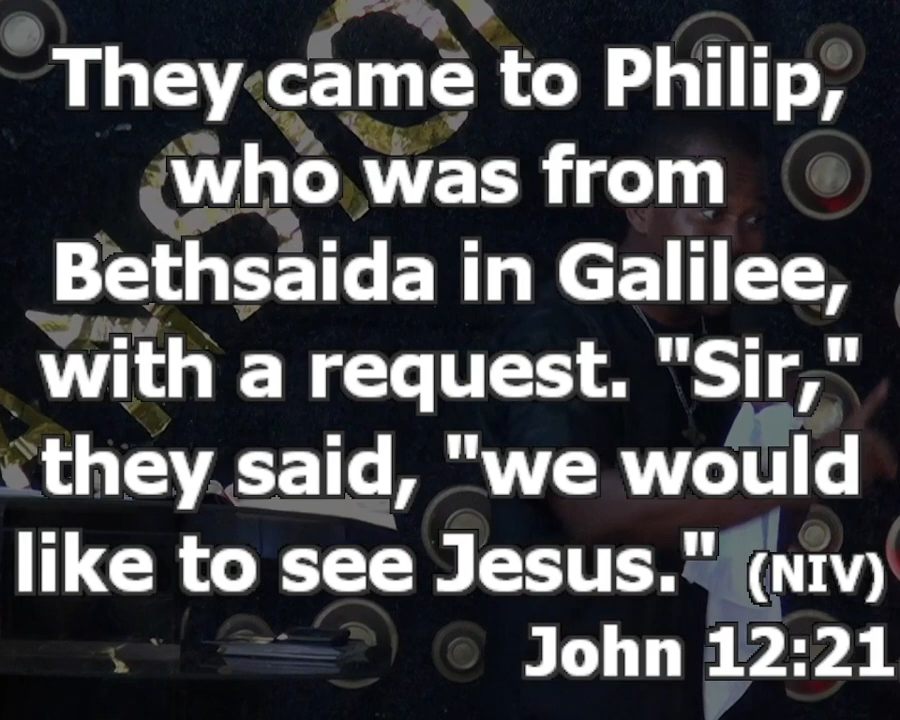 They came to Philip,
who was from
Bethsaida in Galilee,
with a request. "Sir,"
they said, "we would
like to see Jesus." (NIV)
John 12:21